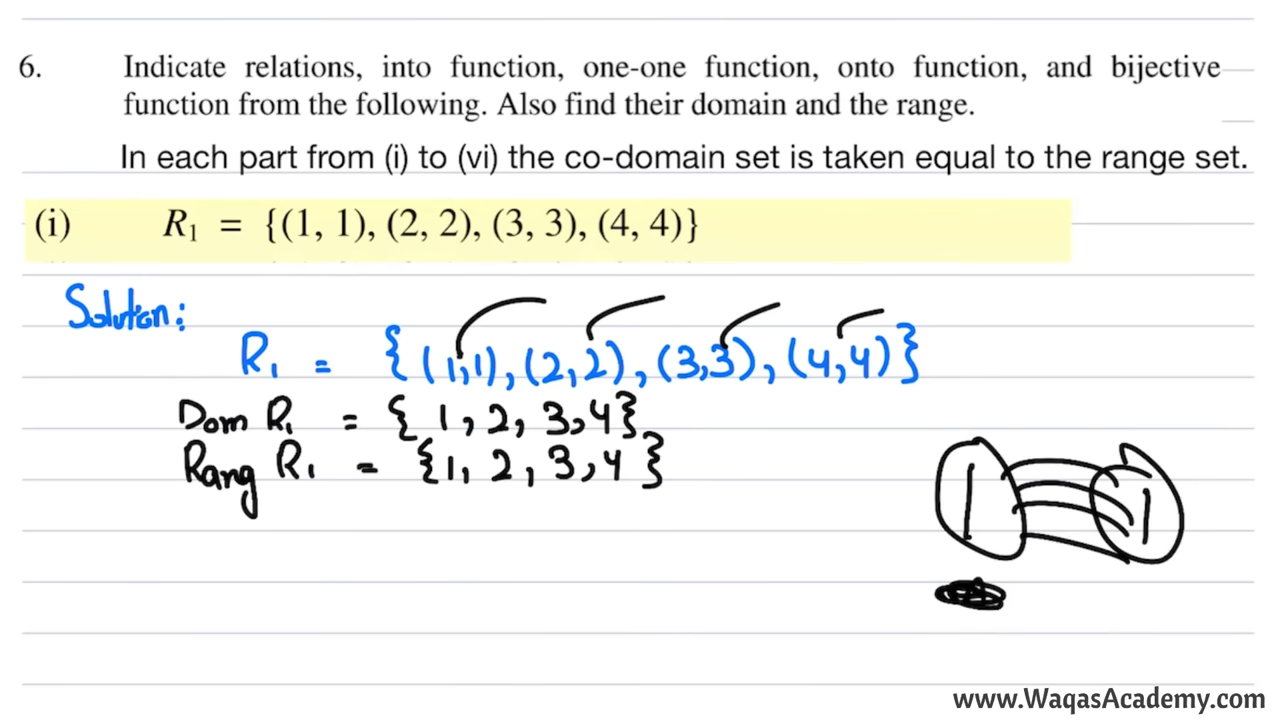 6. Indicate relations, into function, one-one function, onto function, and bijective
function from the following. Also find their domain and the range.
In each part from (i) to (vi) the co-domain set is taken equal to the range set.
(i) R₁ = {(1, 1), (2, 2), (3, 3), (4, 4)}
Solution:
R₁ = {(1,1), (2,2), (3,3), (4,4)}
Dom R₁ = {1, 2, 3, 4}
Rang R₁ = {1, 2, 3, 4}
www.WaqasAcademy.com